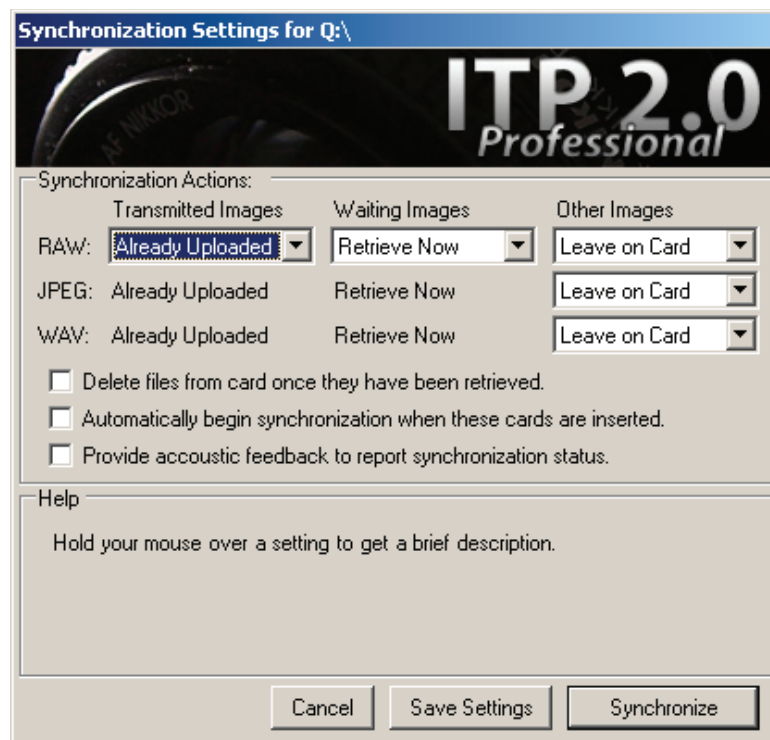 Synchronization Settings for Q:\
AF NIKKOR
ITP 2.0
Professional
Synchronization Actions:
Transmitted Images Waiting Images Other Images
RAW: Already Uploaded Retrieve Now Leave on Card
JPEG: Already Uploaded Retrieve Now Leave on Card
WAV: Already Uploaded Retrieve Now Leave on Card
Delete files from card once they have been retrieved.
Automatically begin synchronization when these cards are inserted.
Provide accoustic feedback to report synchronization status.
Help
Hold your mouse over a setting to get a brief description.
Cancel Save Settings Synchronize